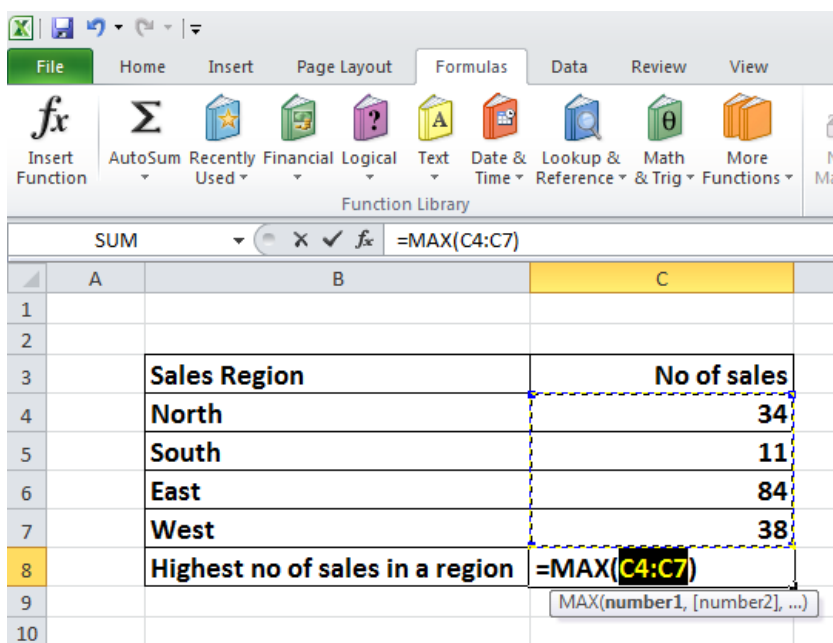 File Home Insert Page Layout Formulas Data Review View
fx Σ ? A θ
Insert Function AutoSum Recently Used Financial Logical Text Date & Time Lookup & Reference Math & Trig More Functions
Function Library
SUM fx =MAX(C4:C7)
A B C
1
2
3 Sales Region No of sales
4 North 34
5 South 11
6 East 84
7 West 38
8 Highest no of sales in a region =MAX(C4:C7)
9 MAX(number1, [number2], ...)
10